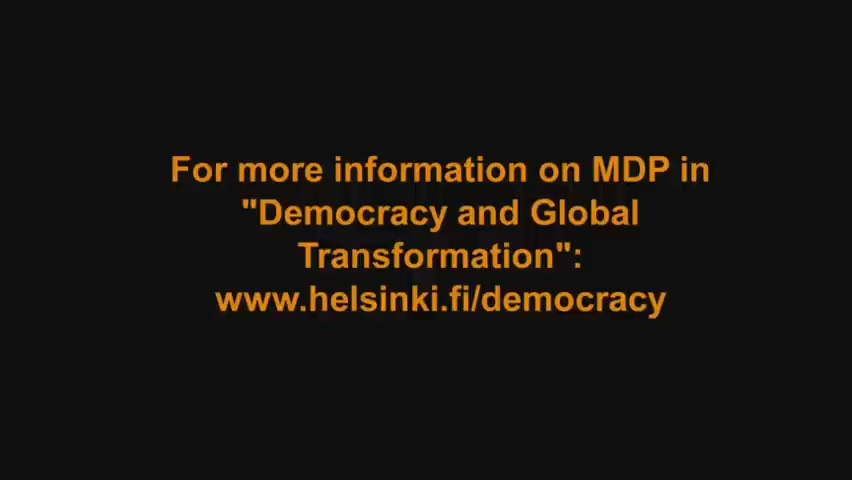 For more information on MDP in
"Democracy and Global
Transformation":
www.helsinki.fi/democracy